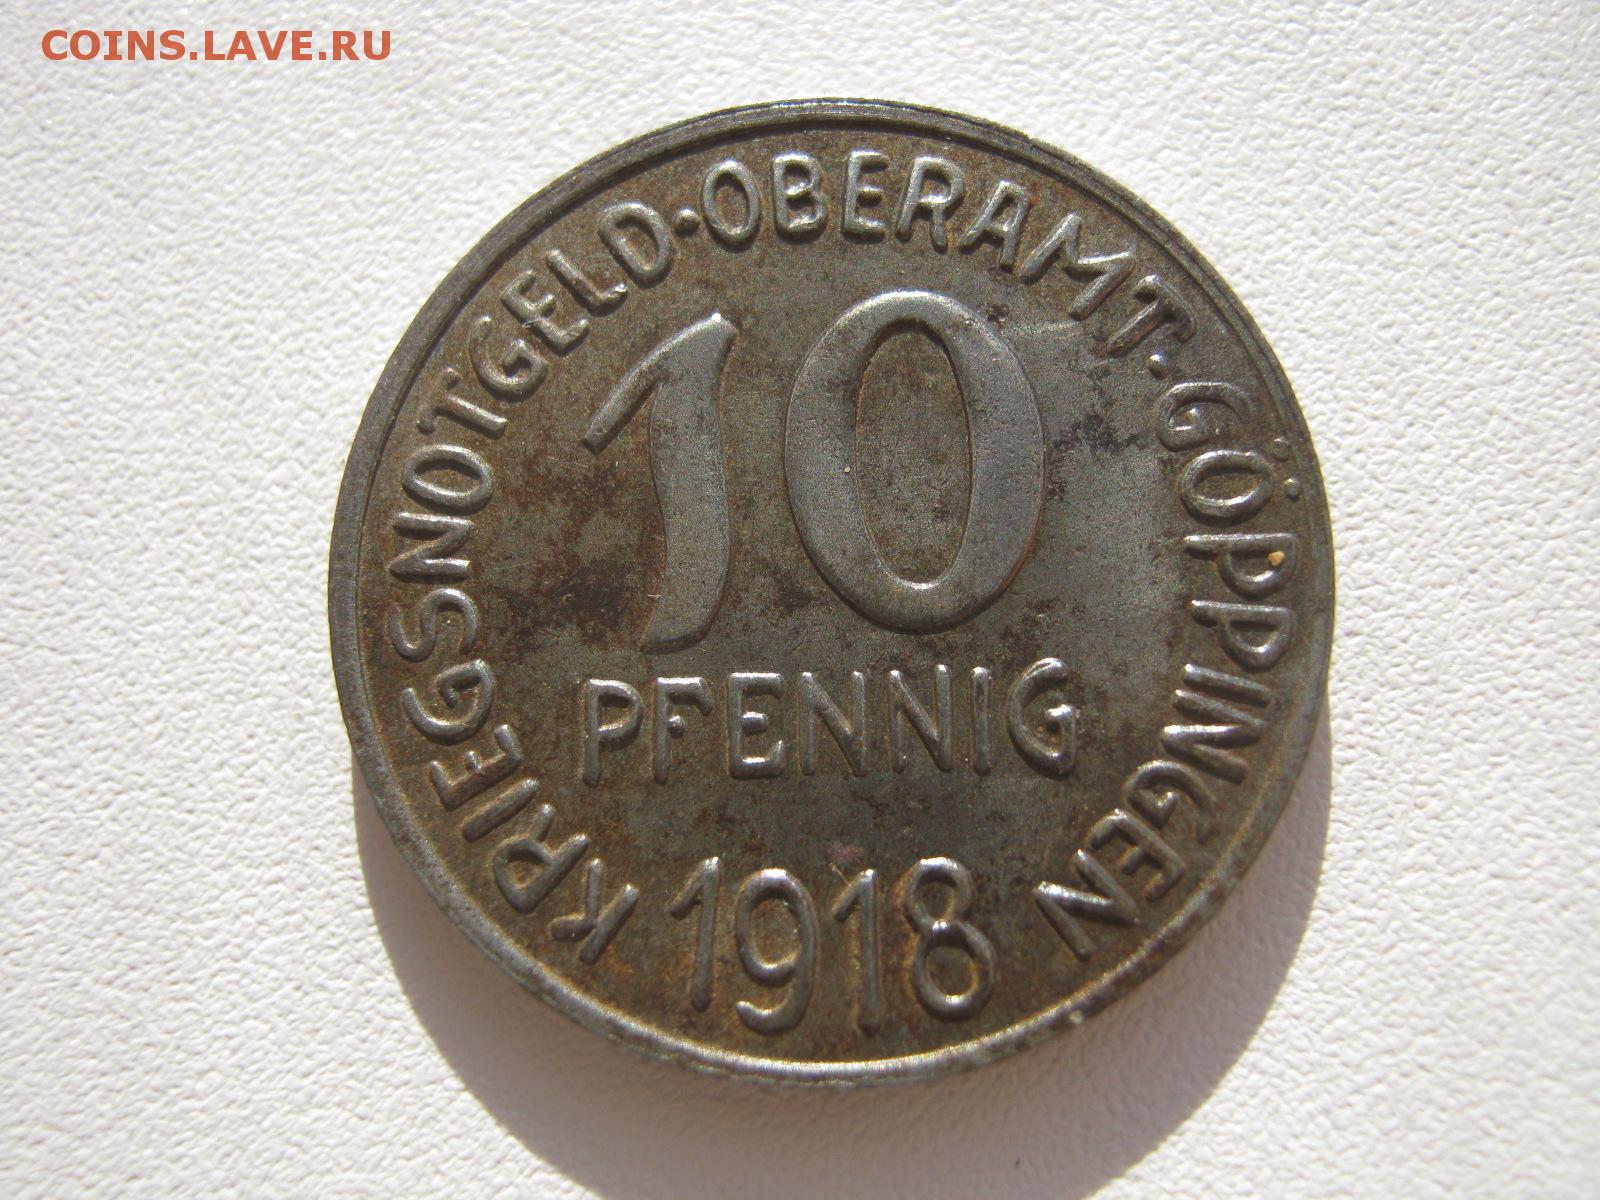 COINS.LAVE.RU
KRIEGSNOTGELD·OBERAMT·GÖPPINGEN
10
PFENNIG
1918